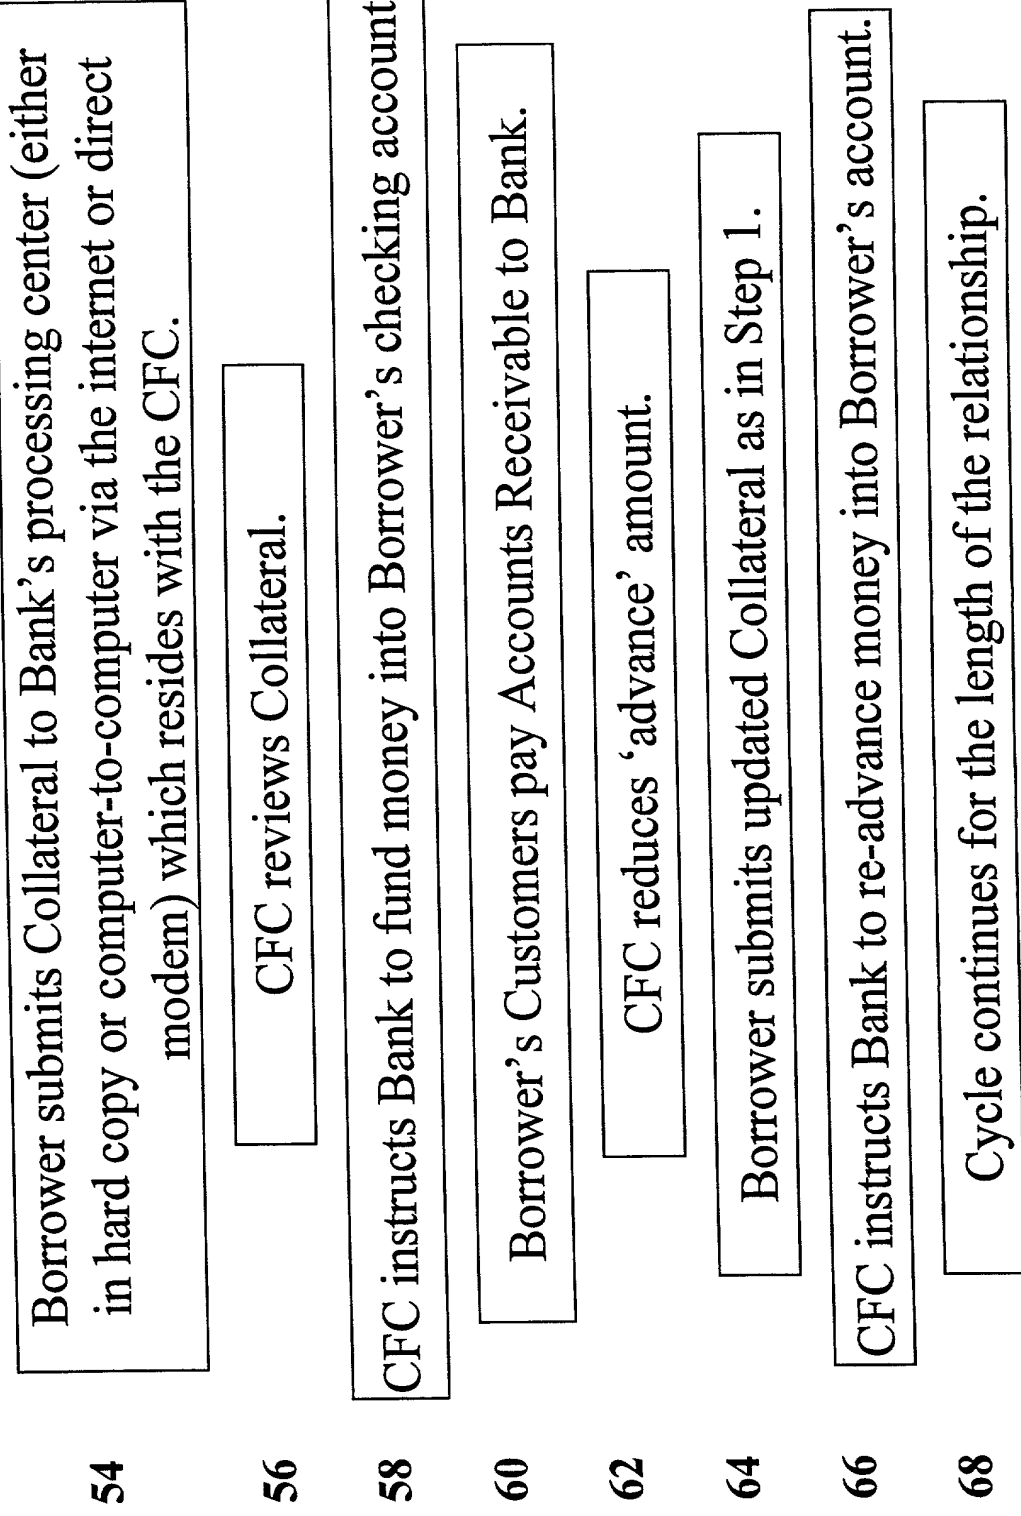 54 Borrower submits Collateral to Bank's processing center (either
in hard copy or computer-to-computer via the internet or direct
modem) which resides with the CFC.
56 CFC reviews Collateral.
58 CFC instructs Bank to fund money into Borrower's checking account
60 Borrower's Customers pay Accounts Receivable to Bank.
62 CFC reduces ‘advance’ amount.
64 Borrower submits updated Collateral as in Step 1.
66 CFC instructs Bank to re-advance money into Borrower's account.
68 Cycle continues for the length of the relationship.